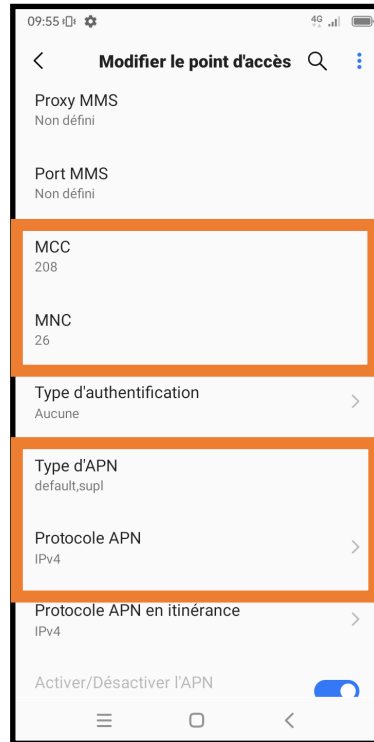 09:55
4G
Modifier le point d'accès
Proxy MMS
Non défini
Port MMS
Non défini
MCC
208
MNC
26
Type d'authentification
Aucune
Type d'APN
default,supl
Protocole APN
IPv4
Protocole APN en itinérance
IPv4
Activer/Désactiver l'APN